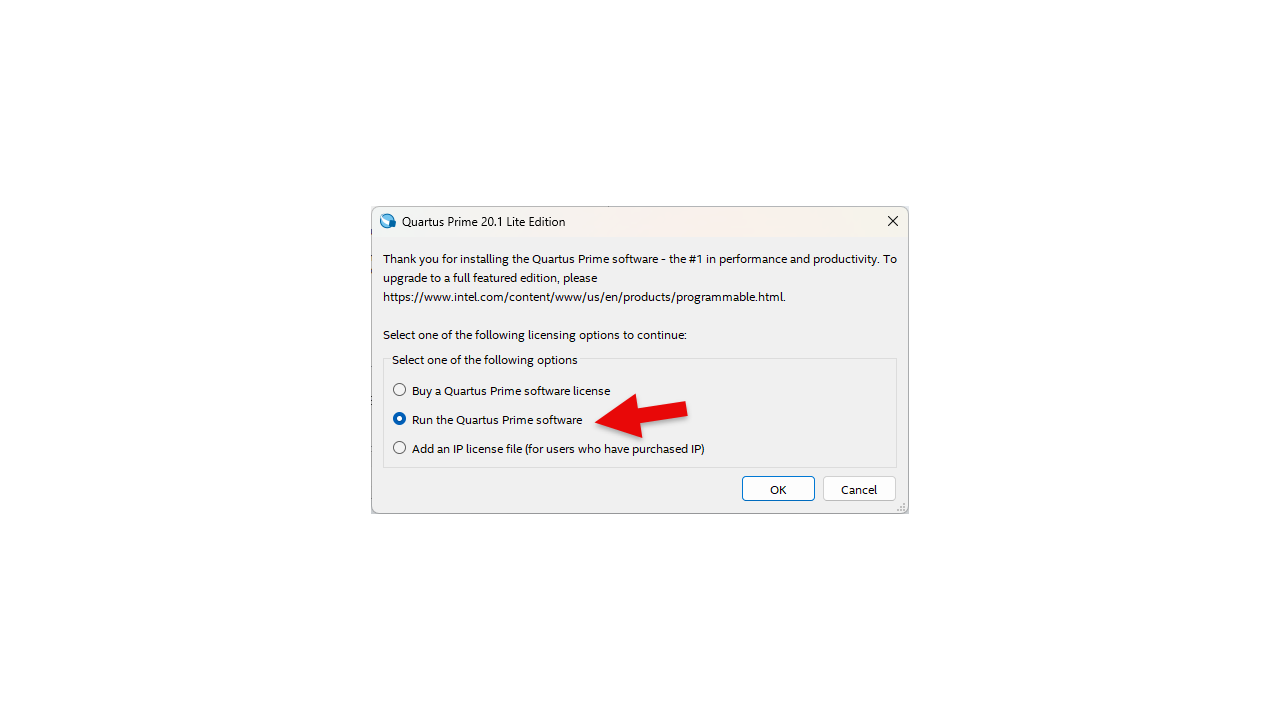 Quartus Prime 20.1 Lite Edition
Thank you for installing the Quartus Prime software - the #1 in performance and productivity. To
upgrade to a full featured edition, please
https://www.intel.com/content/www/us/en/products/programmable.html.
Select one of the following licensing options to continue:
Select one of the following options
Buy a Quartus Prime software license
Run the Quartus Prime software
Add an IP license file (for users who have purchased IP)
OK Cancel